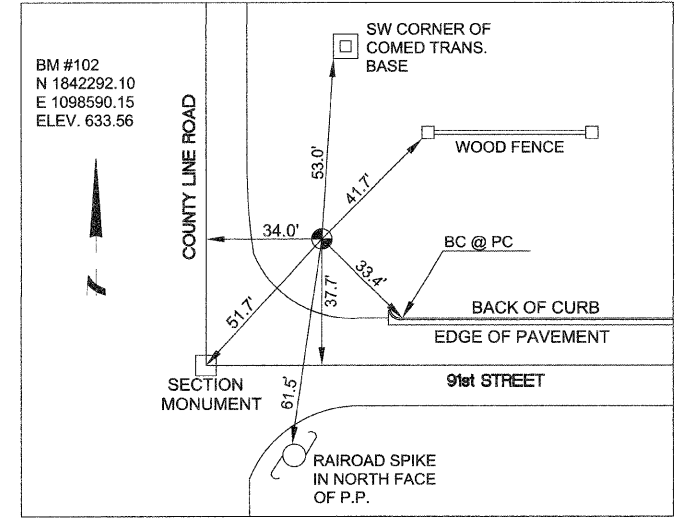 SW CORNER OF
COMED TRANS.
BASE
BM #102
N 1842292.10
E 1098590.15
ELEV. 633.56
COUNTY LINE ROAD
WOOD FENCE
53.0'
41.7'
34.0'
BC @ PC
33.4'
37.7'
51.7'
BACK OF CURB
EDGE OF PAVEMENT
SECTION
MONUMENT
91st STREET
61.5'
RAIROAD SPIKE
IN NORTH FACE
OF P.P.